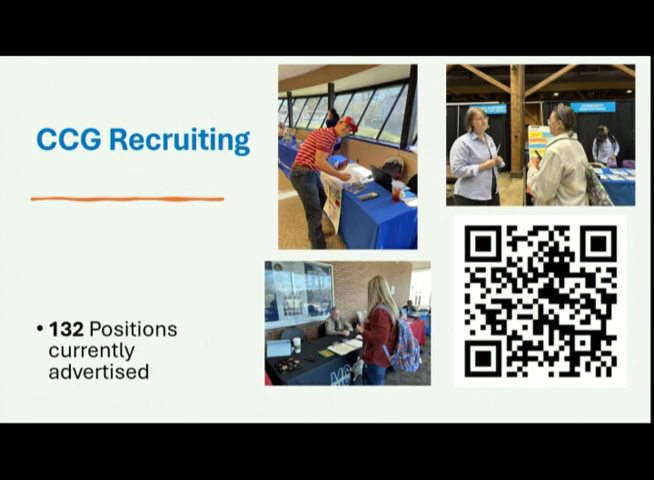 CCG Recruiting
• 132 Positions
currently
advertised